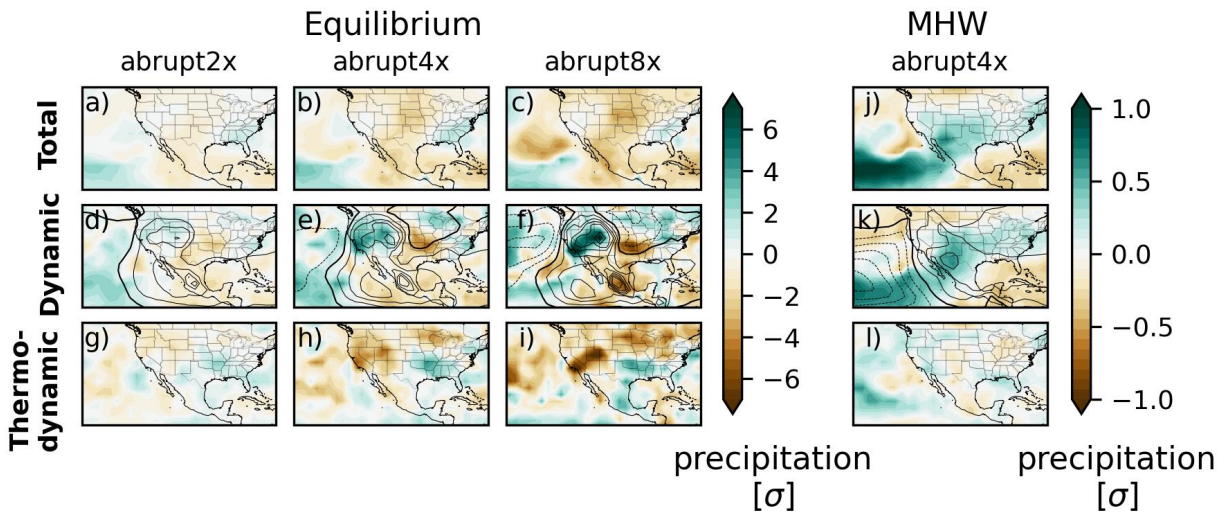 Equilibrium MHW
abrupt2x abrupt4x abrupt8x abrupt4x
Total
a) b) c) j)
Dynamic
d) e) f) k)
Thermo-
dynamic
g) h) i) l)
6
4
2
0
−2
−4
−6
precipitation
[σ]
1.0
0.5
0.0
−0.5
−1.0
precipitation
[σ]